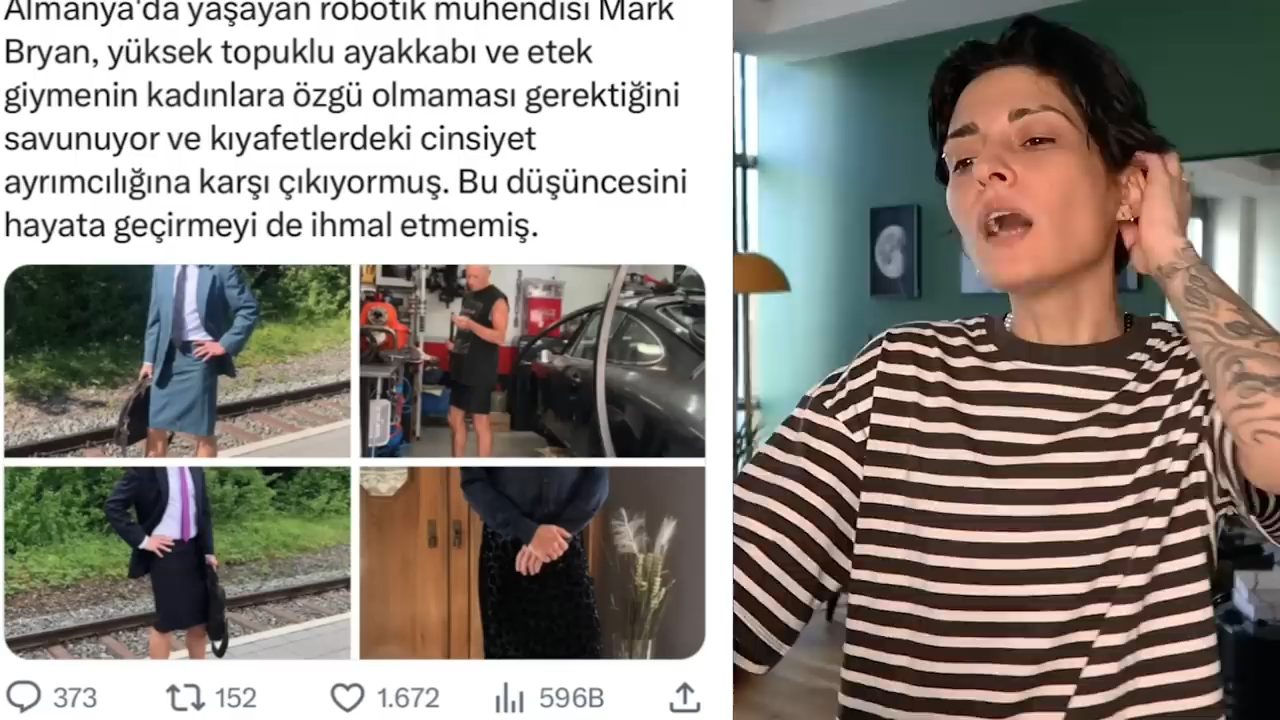 Almanya'da yaşayan robotik mühendisi Mark
Bryan, yüksek topuklu ayakkabı ve etek
giymenin kadınlara özgü olmaması gerektiğini
savunuyor ve kıyafetlerdeki cinsiyet
ayrımcılığına karşı çıkıyormuş. Bu düşüncesini
hayata geçirmeyi de ihmal etmemiş.
373 152 1.672 596B